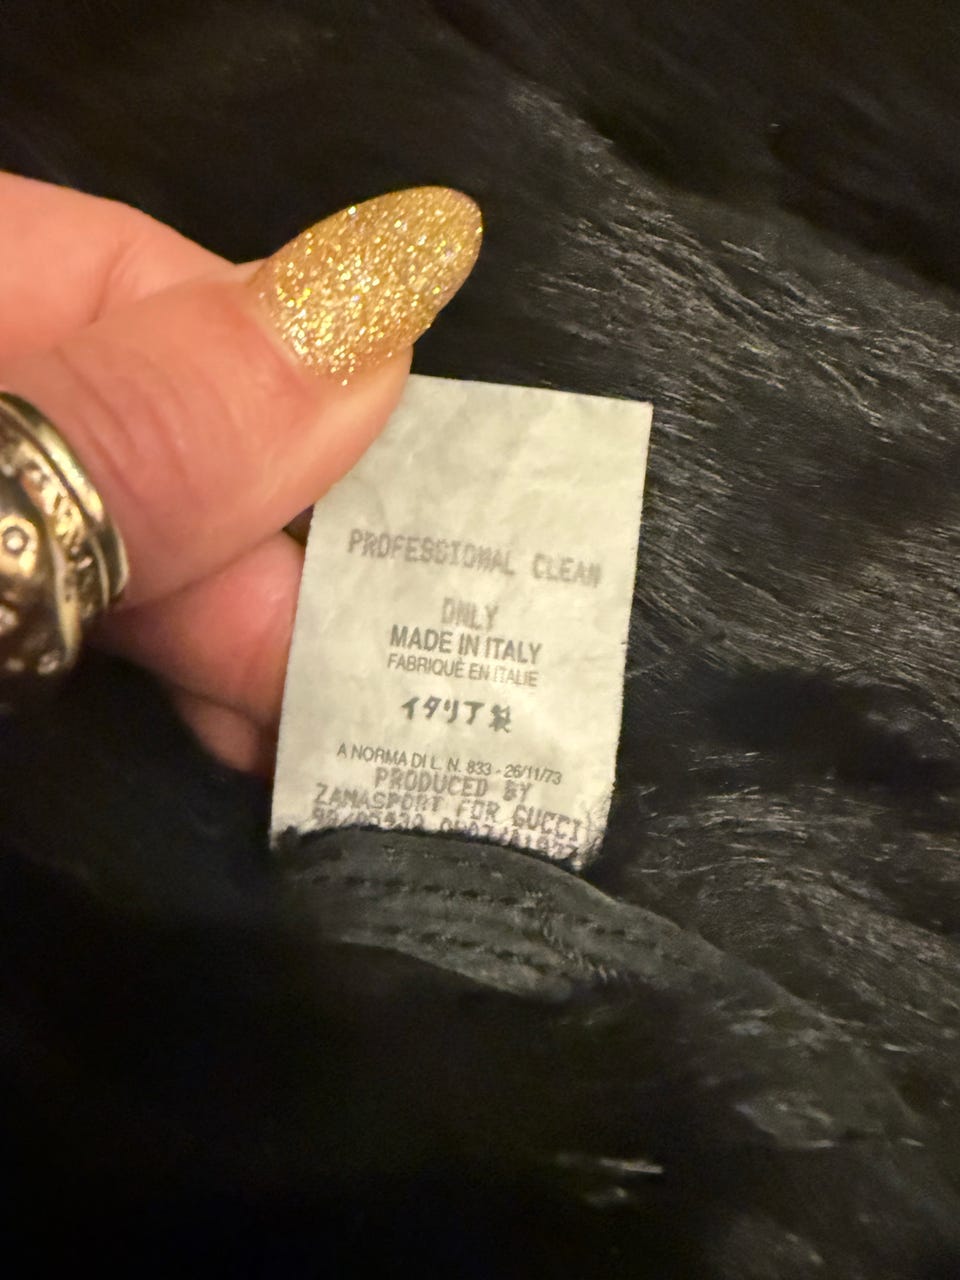 PROFESSIONAL CLEAN
ONLY
MADE IN ITALY
FABRIQUÈ EN ITALIE
イタリア製
A NORMA DI L. N. 833 - 26/11/73
PRODUCED BY
ZAMASPORT FOR GUCCI